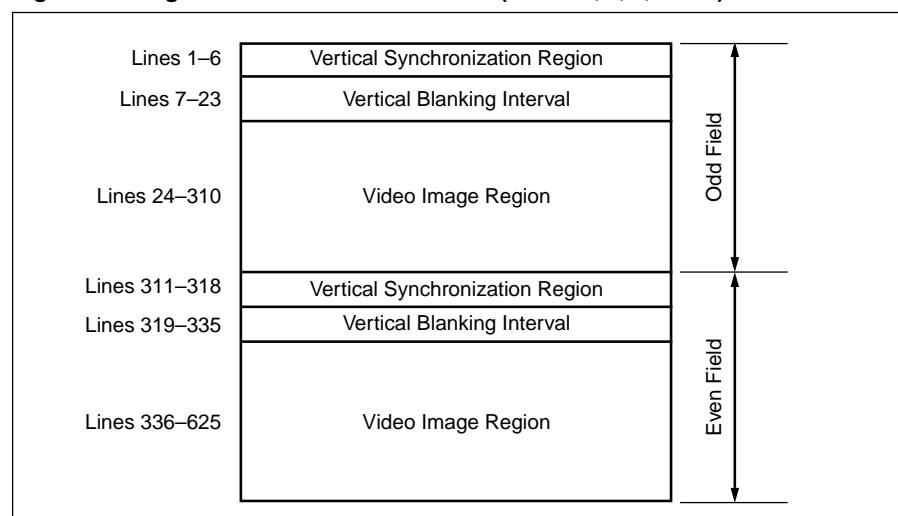 Lines 1–6 Vertical Synchronization Region
Lines 7–23 Vertical Blanking Interval
Lines 24–310 Video Image Region
Odd Field
Lines 311–318 Vertical Synchronization Region
Lines 319–335 Vertical Blanking Interval
Lines 336–625 Video Image Region
Even Field